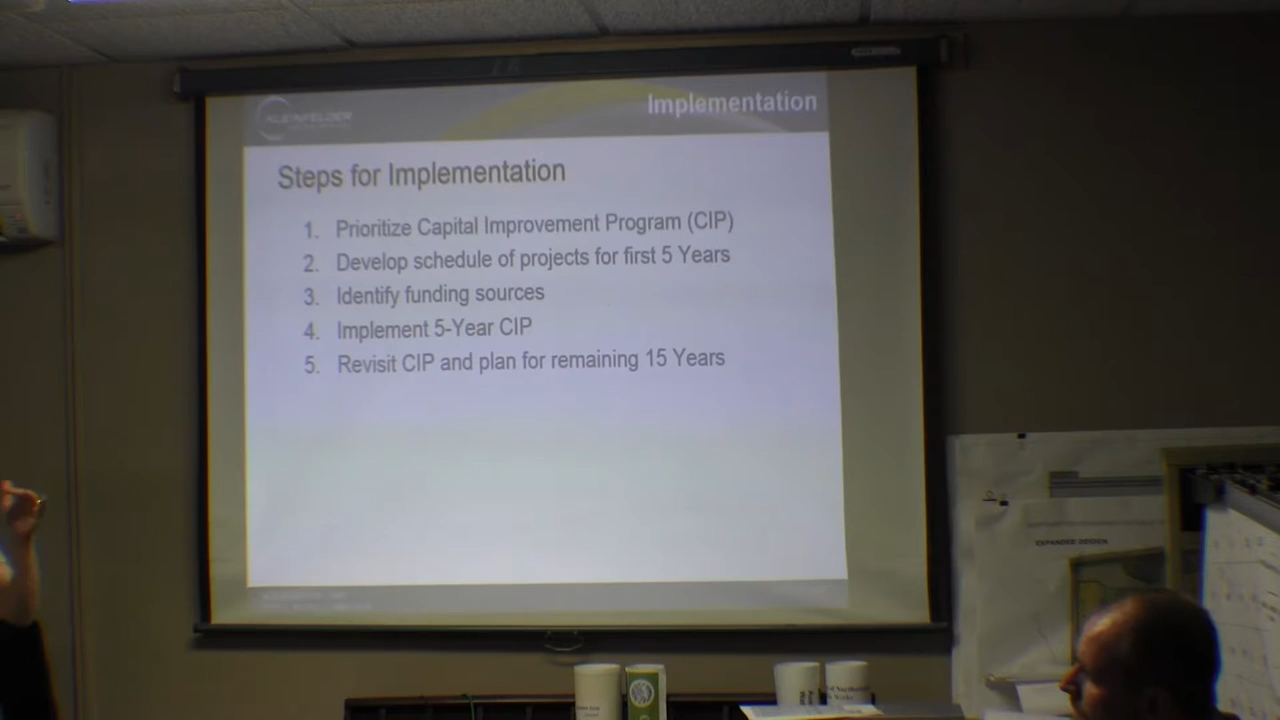 KLEINFELDER
Implementation
Steps for Implementation
1. Prioritize Capital Improvement Program (CIP)
2. Develop schedule of projects for first 5 Years
3. Identify funding sources
4. Implement 5-Year CIP
5. Revisit CIP and plan for remaining 15 Years
EXPANDED DESIGN